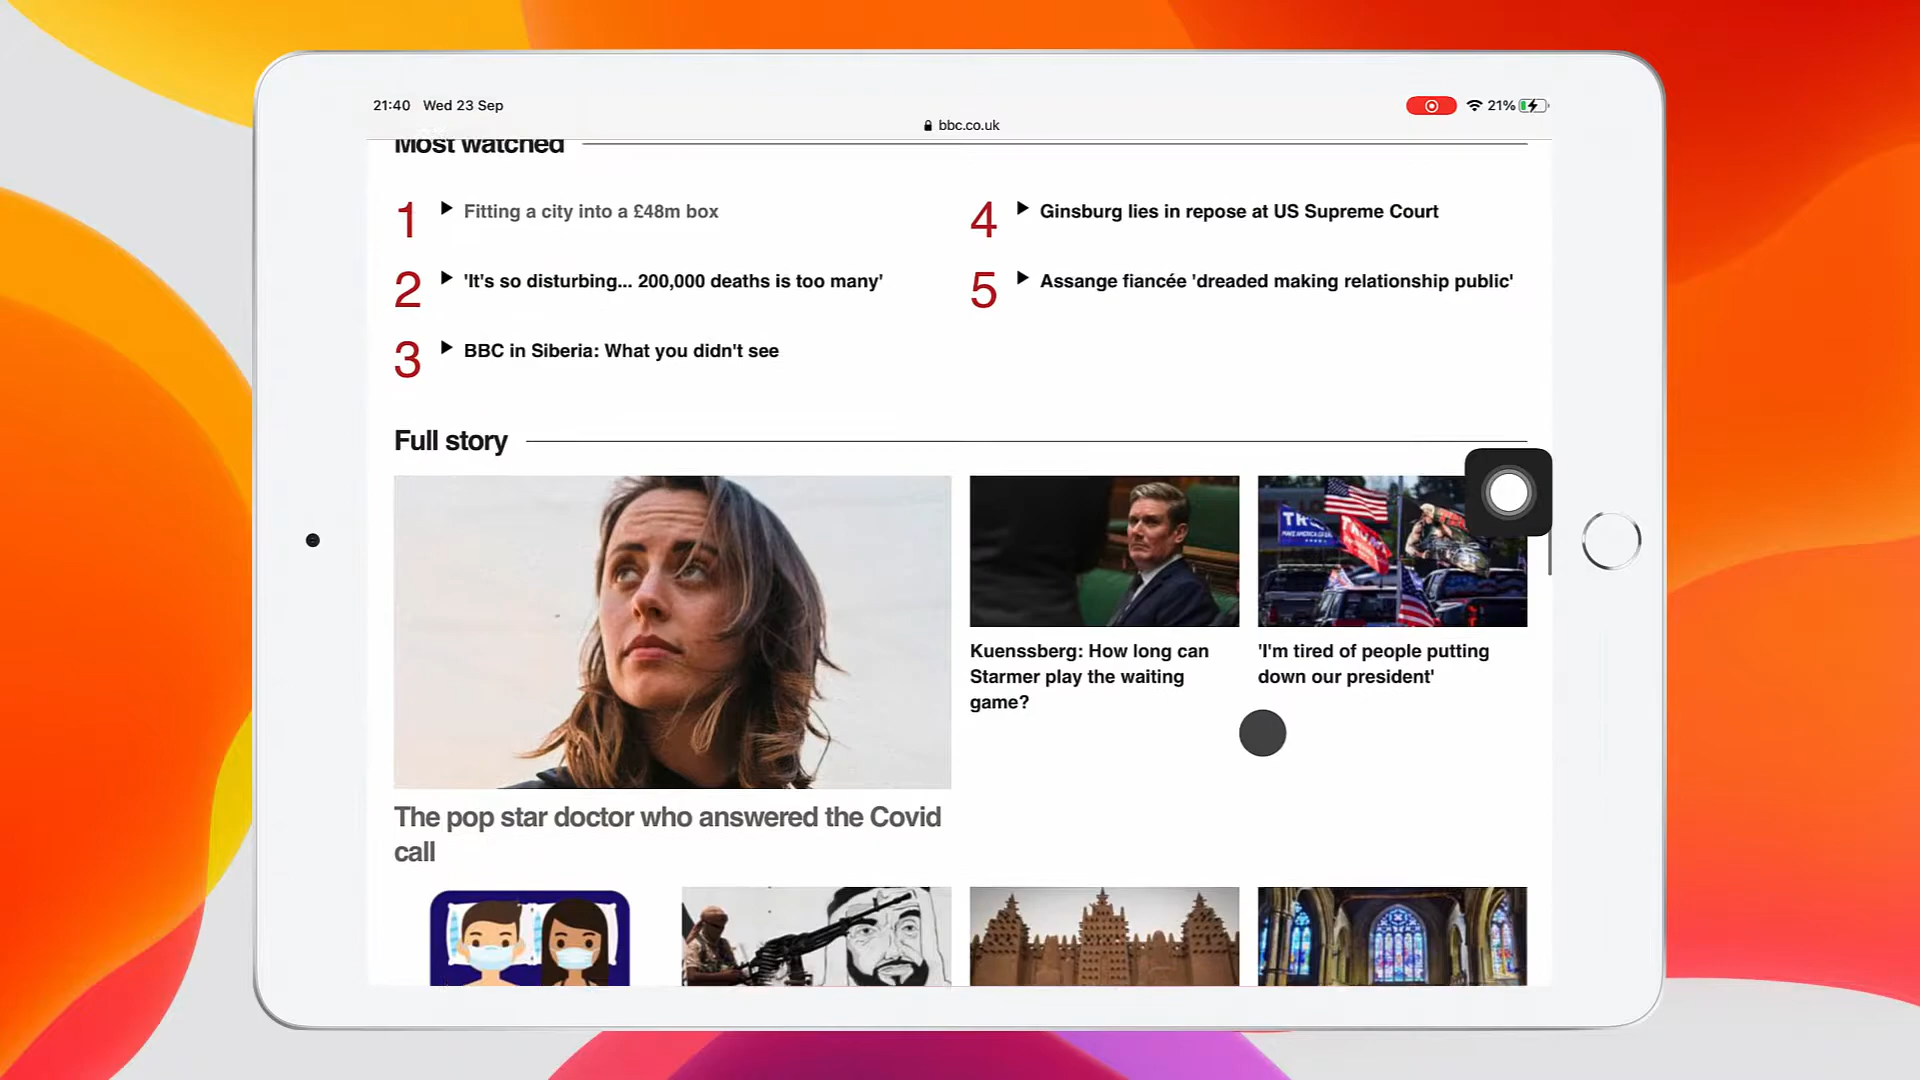 21:40 Wed 23 Sep
21%
bbc.co.uk
Most watched
1 Fitting a city into a £48m box
2 'It's so disturbing... 200,000 deaths is too many'
3 BBC in Siberia: What you didn't see
4 Ginsburg lies in repose at US Supreme Court
5 Assange fiancée 'dreaded making relationship public'
Full story
The pop star doctor who answered the Covid
call
Kuenssberg: How long can
Starmer play the waiting
game?
'I'm tired of people putting
down our president'